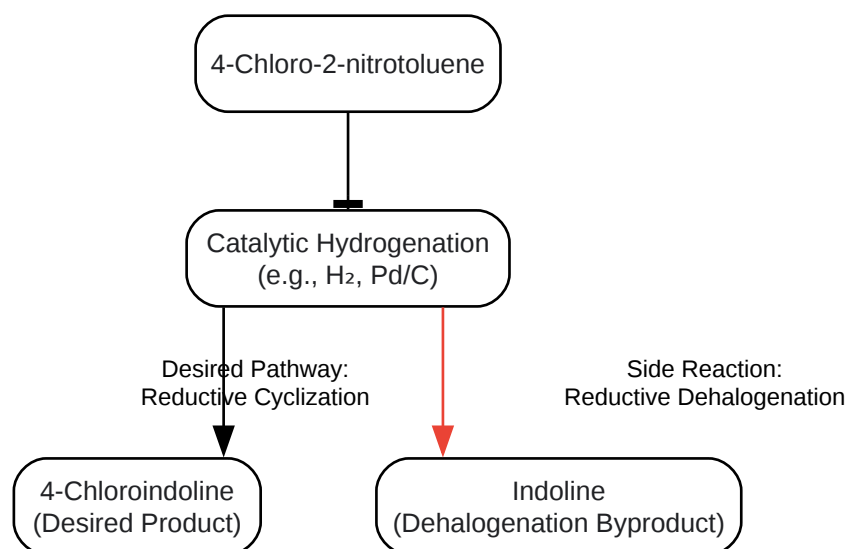 4-Chloro-2-nitrotoluene
Catalytic Hydrogenation
(e.g., H₂, Pd/C)
Desired Pathway:
Reductive Cyclization
Side Reaction:
Reductive Dehalogenation
4-Chloroindoline
(Desired Product)
Indoline
(Dehalogenation Byproduct)